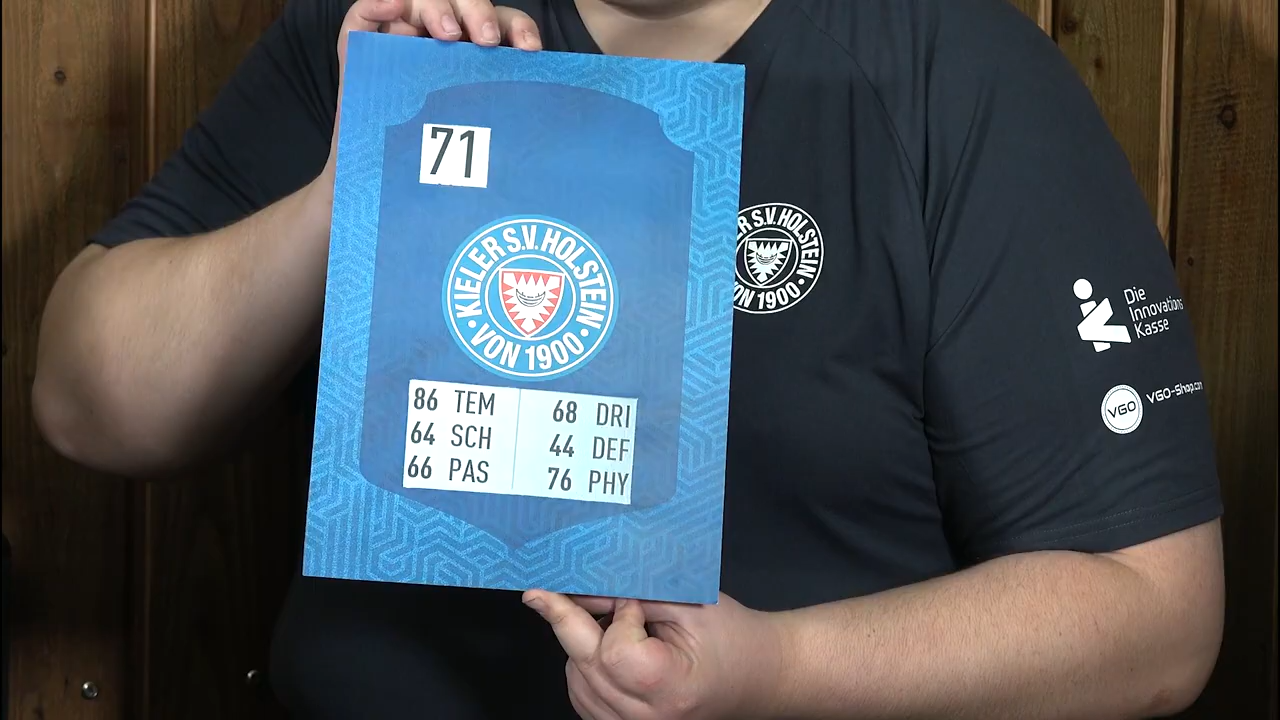 71
KIELER S.V. HOLSTEIN
• VON 1900 •
86 TEM 68 DRI
64 SCH 44 DEF
66 PAS 76 PHY
R S.V. HOLSTEIN
VON 1900 •
Die
Innovations
Kasse
VGO
VGO-Shop.com